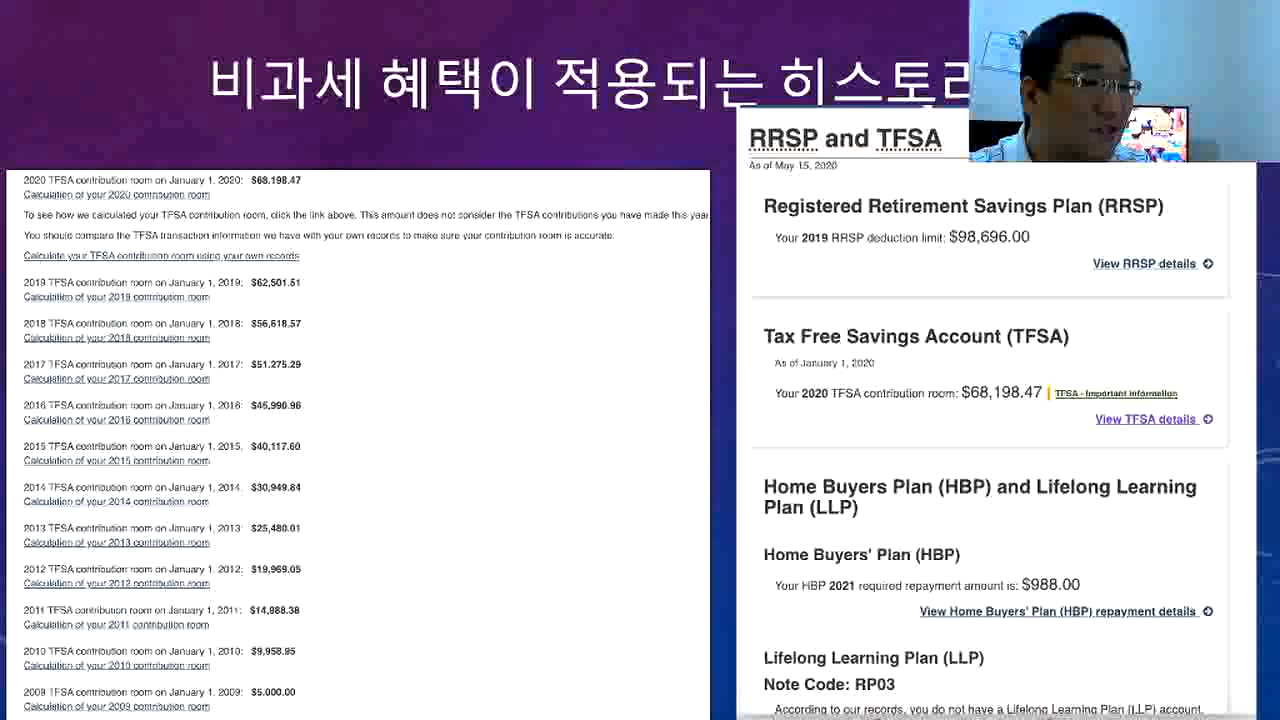 비과세 혜택이 적용되는 히스토리
RRSP and TFSA
As of May 15, 2020
2020 TFSA contribution room on January 1, 2020: $68,198.47
Calculation of your 2020 contribution room
To see how we calculated your TFSA contribution room, click the link above. This amount does not consider the TFSA contributions you have made this year
You should compare the TFSA transaction information we have with your own records to make sure your contribution room is accurate:
Calculate your TFSA contribution room using your own records
2019 TFSA contribution room on January 1, 2019: $62,501.51
Calculation of your 2019 contribution room
2018 TFSA contribution room on January 1, 2018: $56,618.57
Calculation of your 2018 contribution room
2017 TFSA contribution room on January 1, 2017: $51,275.29
Calculation of your 2017 contribution room
2016 TFSA contribution room on January 1, 2016: $45,990.96
Calculation of your 2016 contribution room
2015 TFSA contribution room on January 1, 2015: $40,117.60
Calculation of your 2015 contribution room
2014 TFSA contribution room on January 1, 2014: $30,949.84
Calculation of your 2014 contribution room
2013 TFSA contribution room on January 1, 2013: $25,480.01
Calculation of your 2013 contribution room
2012 TFSA contribution room on January 1, 2012: $19,969.05
Calculation of your 2012 contribution room
2011 TFSA contribution room on January 1, 2011: $14,988.38
Calculation of your 2011 contribution room
2010 TFSA contribution room on January 1, 2010: $9,958.95
Calculation of your 2010 contribution room
2009 TFSA contribution room on January 1, 2009: $5,000.00
Calculation of your 2009 contribution room
Registered Retirement Savings Plan (RRSP)
Your 2019 RRSP deduction limit: $98,696.00
View RRSP details
Tax Free Savings Account (TFSA)
As of January 1, 2020
Your 2020 TFSA contribution room: $68,198.47 | TFSA - Important information
View TFSA details
Home Buyers Plan (HBP) and Lifelong Learning
Plan (LLP)
Home Buyers' Plan (HBP)
Your HBP 2021 required repayment amount is: $988.00
View Home Buyers' Plan (HBP) repayment details
Lifelong Learning Plan (LLP)
Note Code: RP03
According to our records, you do not have a Lifelong Learning Plan (LLP) account.